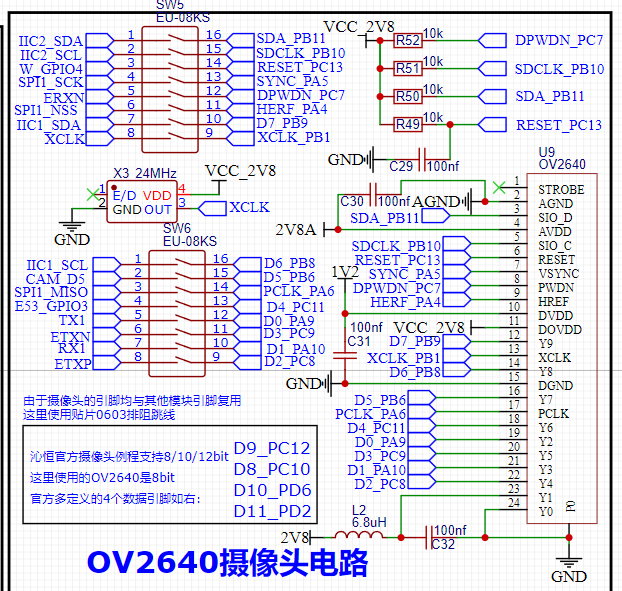 SW5
EU-08KS
IIC2_SDA 1 16 SDA_PB11
IIC2_SCL 2 15 SDCLK_PB10
W_GPIO4 3 14 RESET_PC13
SPI1_SCK 4 13 SYNC_PA5
ERXN 5 12 DPWDN_PC7
SPI1_NSS 6 11 HERF_PA4
IIC1_SDA 7 10 D7_PB9
XCLK 8 9 XCLK_PB1
VCC_2V8
R52 10k DPWDN_PC7
R51 10k SDCLK_PB10
R50 10k SDA_PB11
R49 10k RESET_PC13
GND C29 100nf
X3 24MHz
VCC_2V8
1 E/D VDD 4
2 GND OUT 3 XCLK
GND
C30 100nf AGND
SDA_PB11
2V8A
SDCLK_PB10
RESET_PC13
SYNC_PA5
DPWDN_PC7
HERF_PA4
1V2
100nf
C31
VCC_2V8
D7_PB9
XCLK_PB1
D6_PB8
GND
D5_PB6
PCLK_PA6
D4_PC11
D0_PA9
D3_PC9
D1_PA10
D2_PC8
U9
OV2640
1 STROBE
2 AGND
3 SIO_D
4 AVDD
5 SIO_C
6 RESET
7 VSYNC
8 PWDN
9 HREF
10 DVDD
11 DOVDD
12 Y9
13 XCLK
14 Y8
15 DGND
16 Y7
17 PCLK
18 Y6
19 Y2
20 Y5
21 Y3
22 Y4
23 Y1
24 Y0
P0
GND
SW6
EU-08KS
IIC1_SCL 1 16 D6_PB8
CAM_D5 2 15 D5_PB6
SPI1_MISO 3 14 PCLK_PA6
E53_GPIO3 4 13 D4_PC11
TX1 5 12 D0_PA9
ETXN 6 11 D3_PC9
RX1 7 10 D1_PA10
ETXP 8 9 D2_PC8
由于摄像头的引脚均与其他模块引脚复用
这里使用贴片0603排阻跳线
沁恒官方摄像头例程支持8/10/12bit
这里使用的OV2640是8bit
官方多定义的4个数据引脚如右:
D9_PC12
D8_PC10
D10_PD6
D11_PD2
2V8
L2
6.8uH
100nf
C32
OV2640摄像头电路